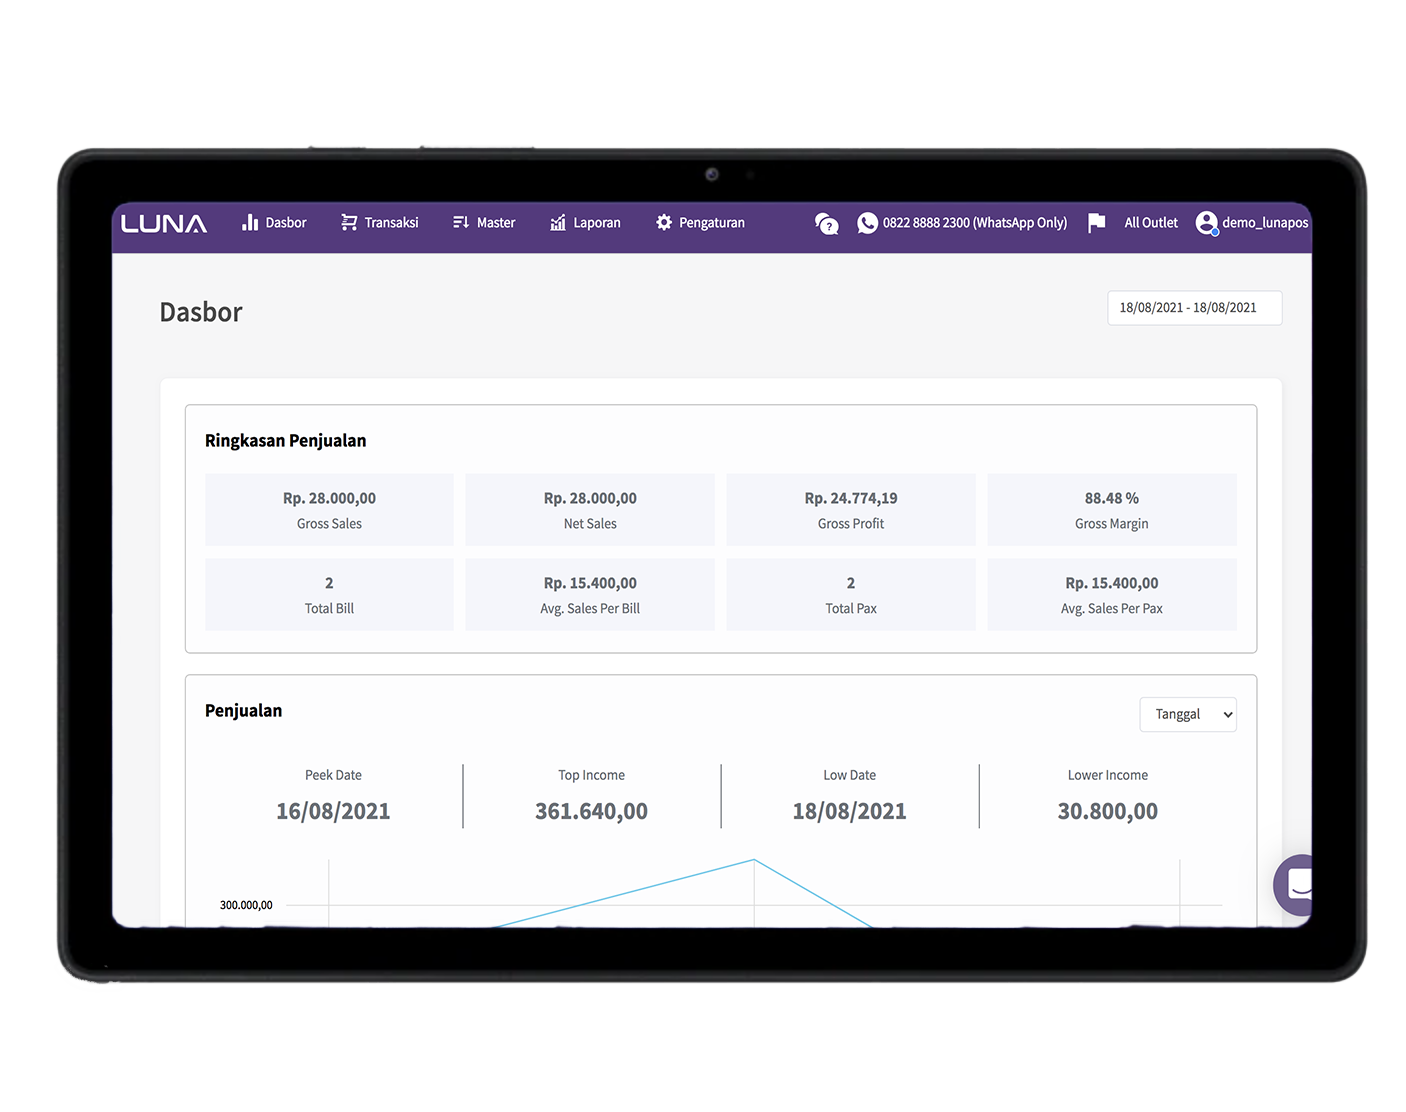 LUNA Dasbor Transaksi Master Laporan Pengaturan ? 0822 8888 2300 (WhatsApp Only) All Outlet demo_lunapos
Dasbor 18/08/2021 - 18/08/2021
Ringkasan Penjualan
Rp. 28.000,00 Rp. 28.000,00 Rp. 24.774,19 88.48 %
Gross Sales Net Sales Gross Profit Gross Margin
2 Rp. 15.400,00 2 Rp. 15.400,00
Total Bill Avg. Sales Per Bill Total Pax Avg. Sales Per Pax
Penjualan Tanggal
Peek Date Top Income Low Date Lower Income
16/08/2021 361.640,00 18/08/2021 30.800,00
300.000,00